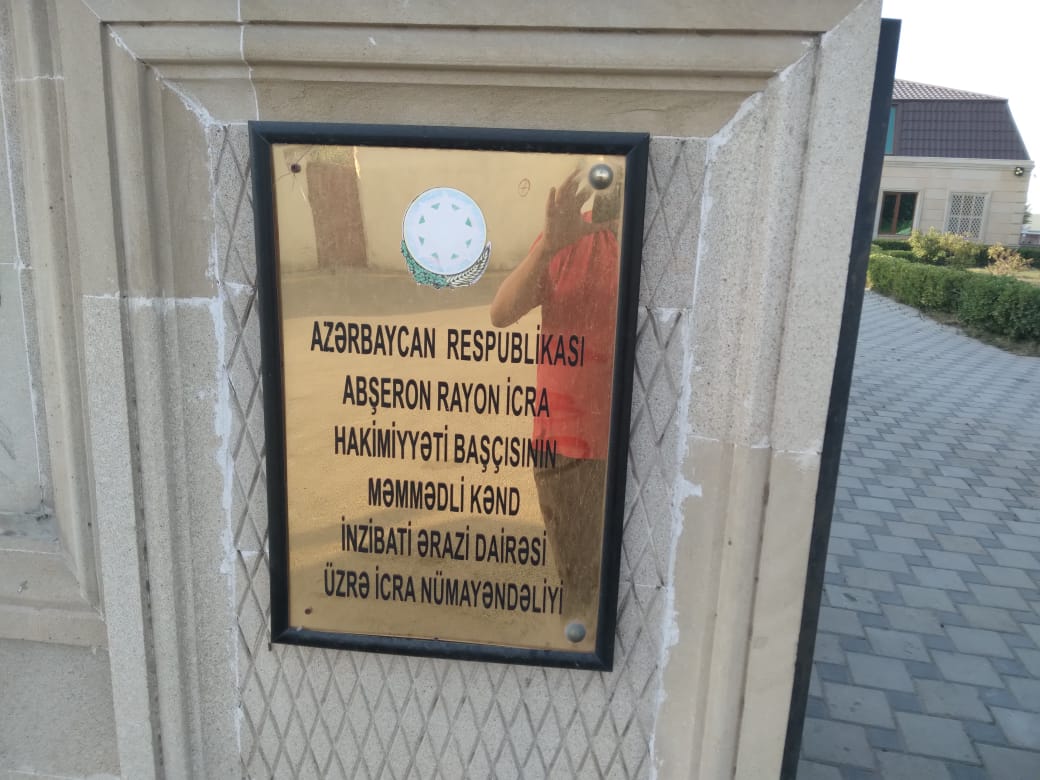 AZƏRBAYCAN RESPUBLİKASI
ABŞERON RAYON İCRA
HAKİMİYYƏTİ BAŞÇISININ
MƏMMƏDLİ KƏND
İNZİBATİ ƏRAZİ DAİRƏSİ
ÜZRƏ İCRA NÜMAYƏNDƏLİYİ